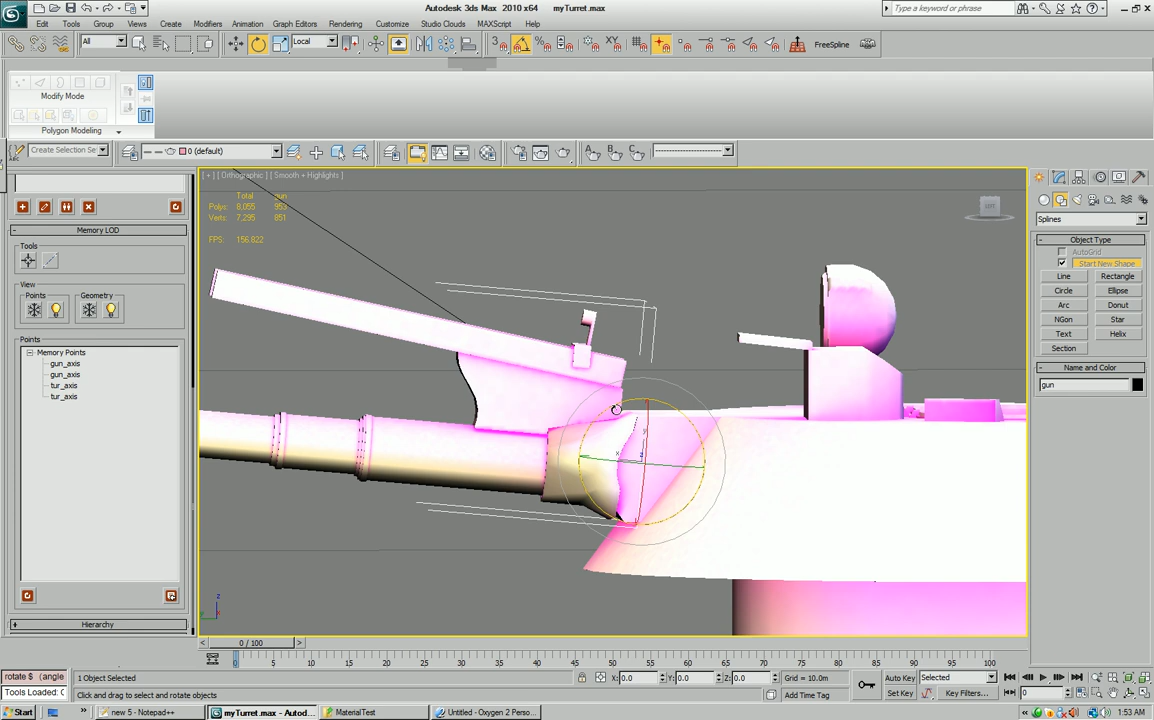 Autodesk 3ds Max 2010 x64   myTurret.max
Type a keyword or phrase
Edit Tools Group Views Create Modifiers Animation Graph Editors Rendering Customize Studio Clouds MAXScript Help
All
Local
FreeSpline
Modify Mode
Polygon Modeling
Create Selection Se
0 (default)
[ + ] [ Orthographic ] [ Smooth + Highlights ]
Total gun
Polys: 8,055 953
Verts: 7,295 851
FPS: 156.822
Memory LOD
Tools
View
Points Geometry
Points
Memory Points
gun_axis
gun_axis
tur_axis
tur_axis
Hierarchy
Splines
Object Type
AutoGrid
Start New Shape
Line Rectangle
Circle Ellipse
Arc Donut
NGon Star
Text Helix
Section
Name and Color
gun
0 / 100
0 5 10 15 20 25 30 35 40 45 50 55 60 65 70 75 80 85 90 95 100
rotate $ (angle
1 Object Selected
X: 0.0 Y: 0.0 Z: 0.0
Grid = 10.0m
Auto Key Selected
Tools Loaded: C
Click and drag to select and rotate objects
Add Time Tag
Set Key Key Filters...
0
Start
new 5 - Notepad++
myTurret.max - Autod...
MaterialTest
Untitled - Oxygen 2 Perso...
1:53 AM